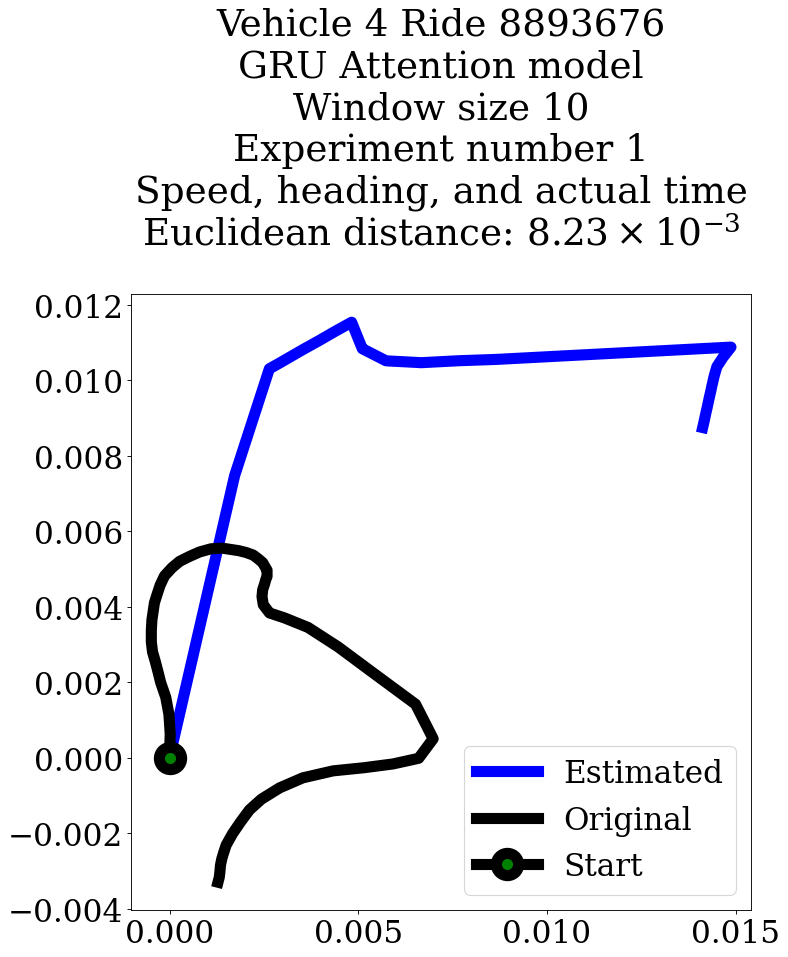 Vehicle 4 Ride 8893676
GRU Attention model
Window size 10
Experiment number 1
Speed, heading, and actual time
Euclidean distance: 8.23 × 10⁻³
0.012
0.010
0.008
0.006
0.004
0.002
0.000
−0.002
−0.004
Estimated
Original
Start
0.000 0.005 0.010 0.015